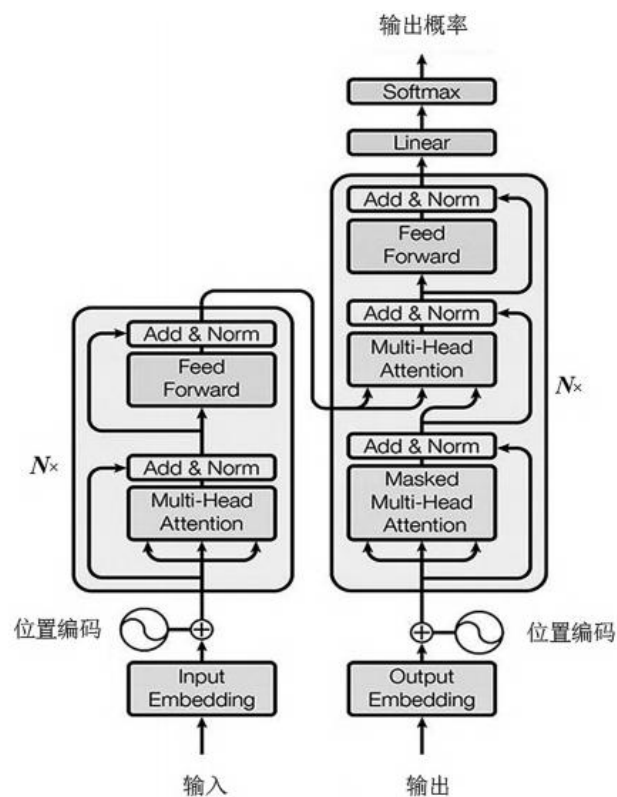 输出概率
Softmax
Linear
Add & Norm
Feed
Forward
Add & Norm
Multi-Head
Attention
Add & Norm
Masked
Multi-Head
Attention
N×
Add & Norm
Feed
Forward
Add & Norm
Multi-Head
Attention
N×
位置编码
位置编码
Input
Embedding
Output
Embedding
输入
输出